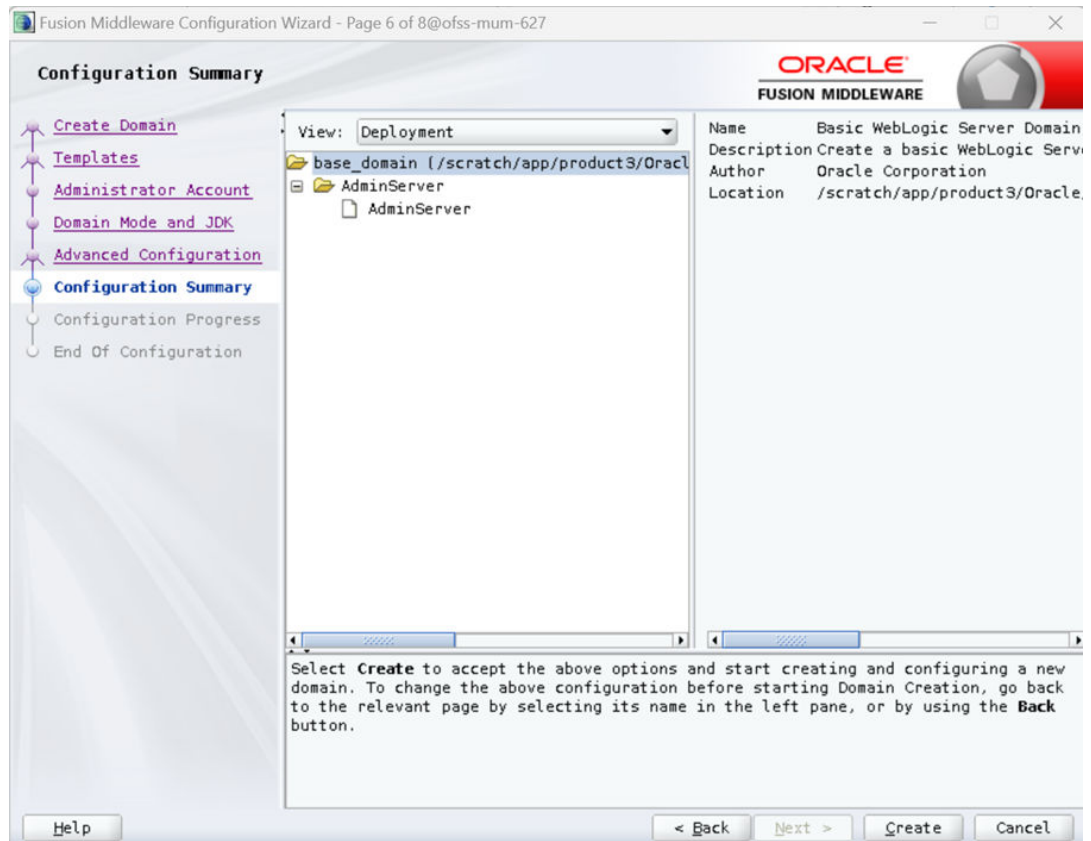 Fusion Middleware Configuration Wizard - Page 6 of 8@ofss-mum-627
Configuration Summary
ORACLE
FUSION MIDDLEWARE
Create Domain
Templates
Administrator Account
Domain Mode and JDK
Advanced Configuration
Configuration Summary
Configuration Progress
End Of Configuration
View: Deployment
base_domain (/scratch/app/product3/Oracl
AdminServer
AdminServer
Name Basic WebLogic Server Domain
Description Create a basic WebLogic Serve
Author Oracle Corporation
Location /scratch/app/product3/Oracle
Select Create to accept the above options and start creating and configuring a new
domain. To change the above configuration before starting Domain Creation, go back
to the relevant page by selecting its name in the left pane, or by using the Back
button.
Help
< Back
Next >
Create
Cancel